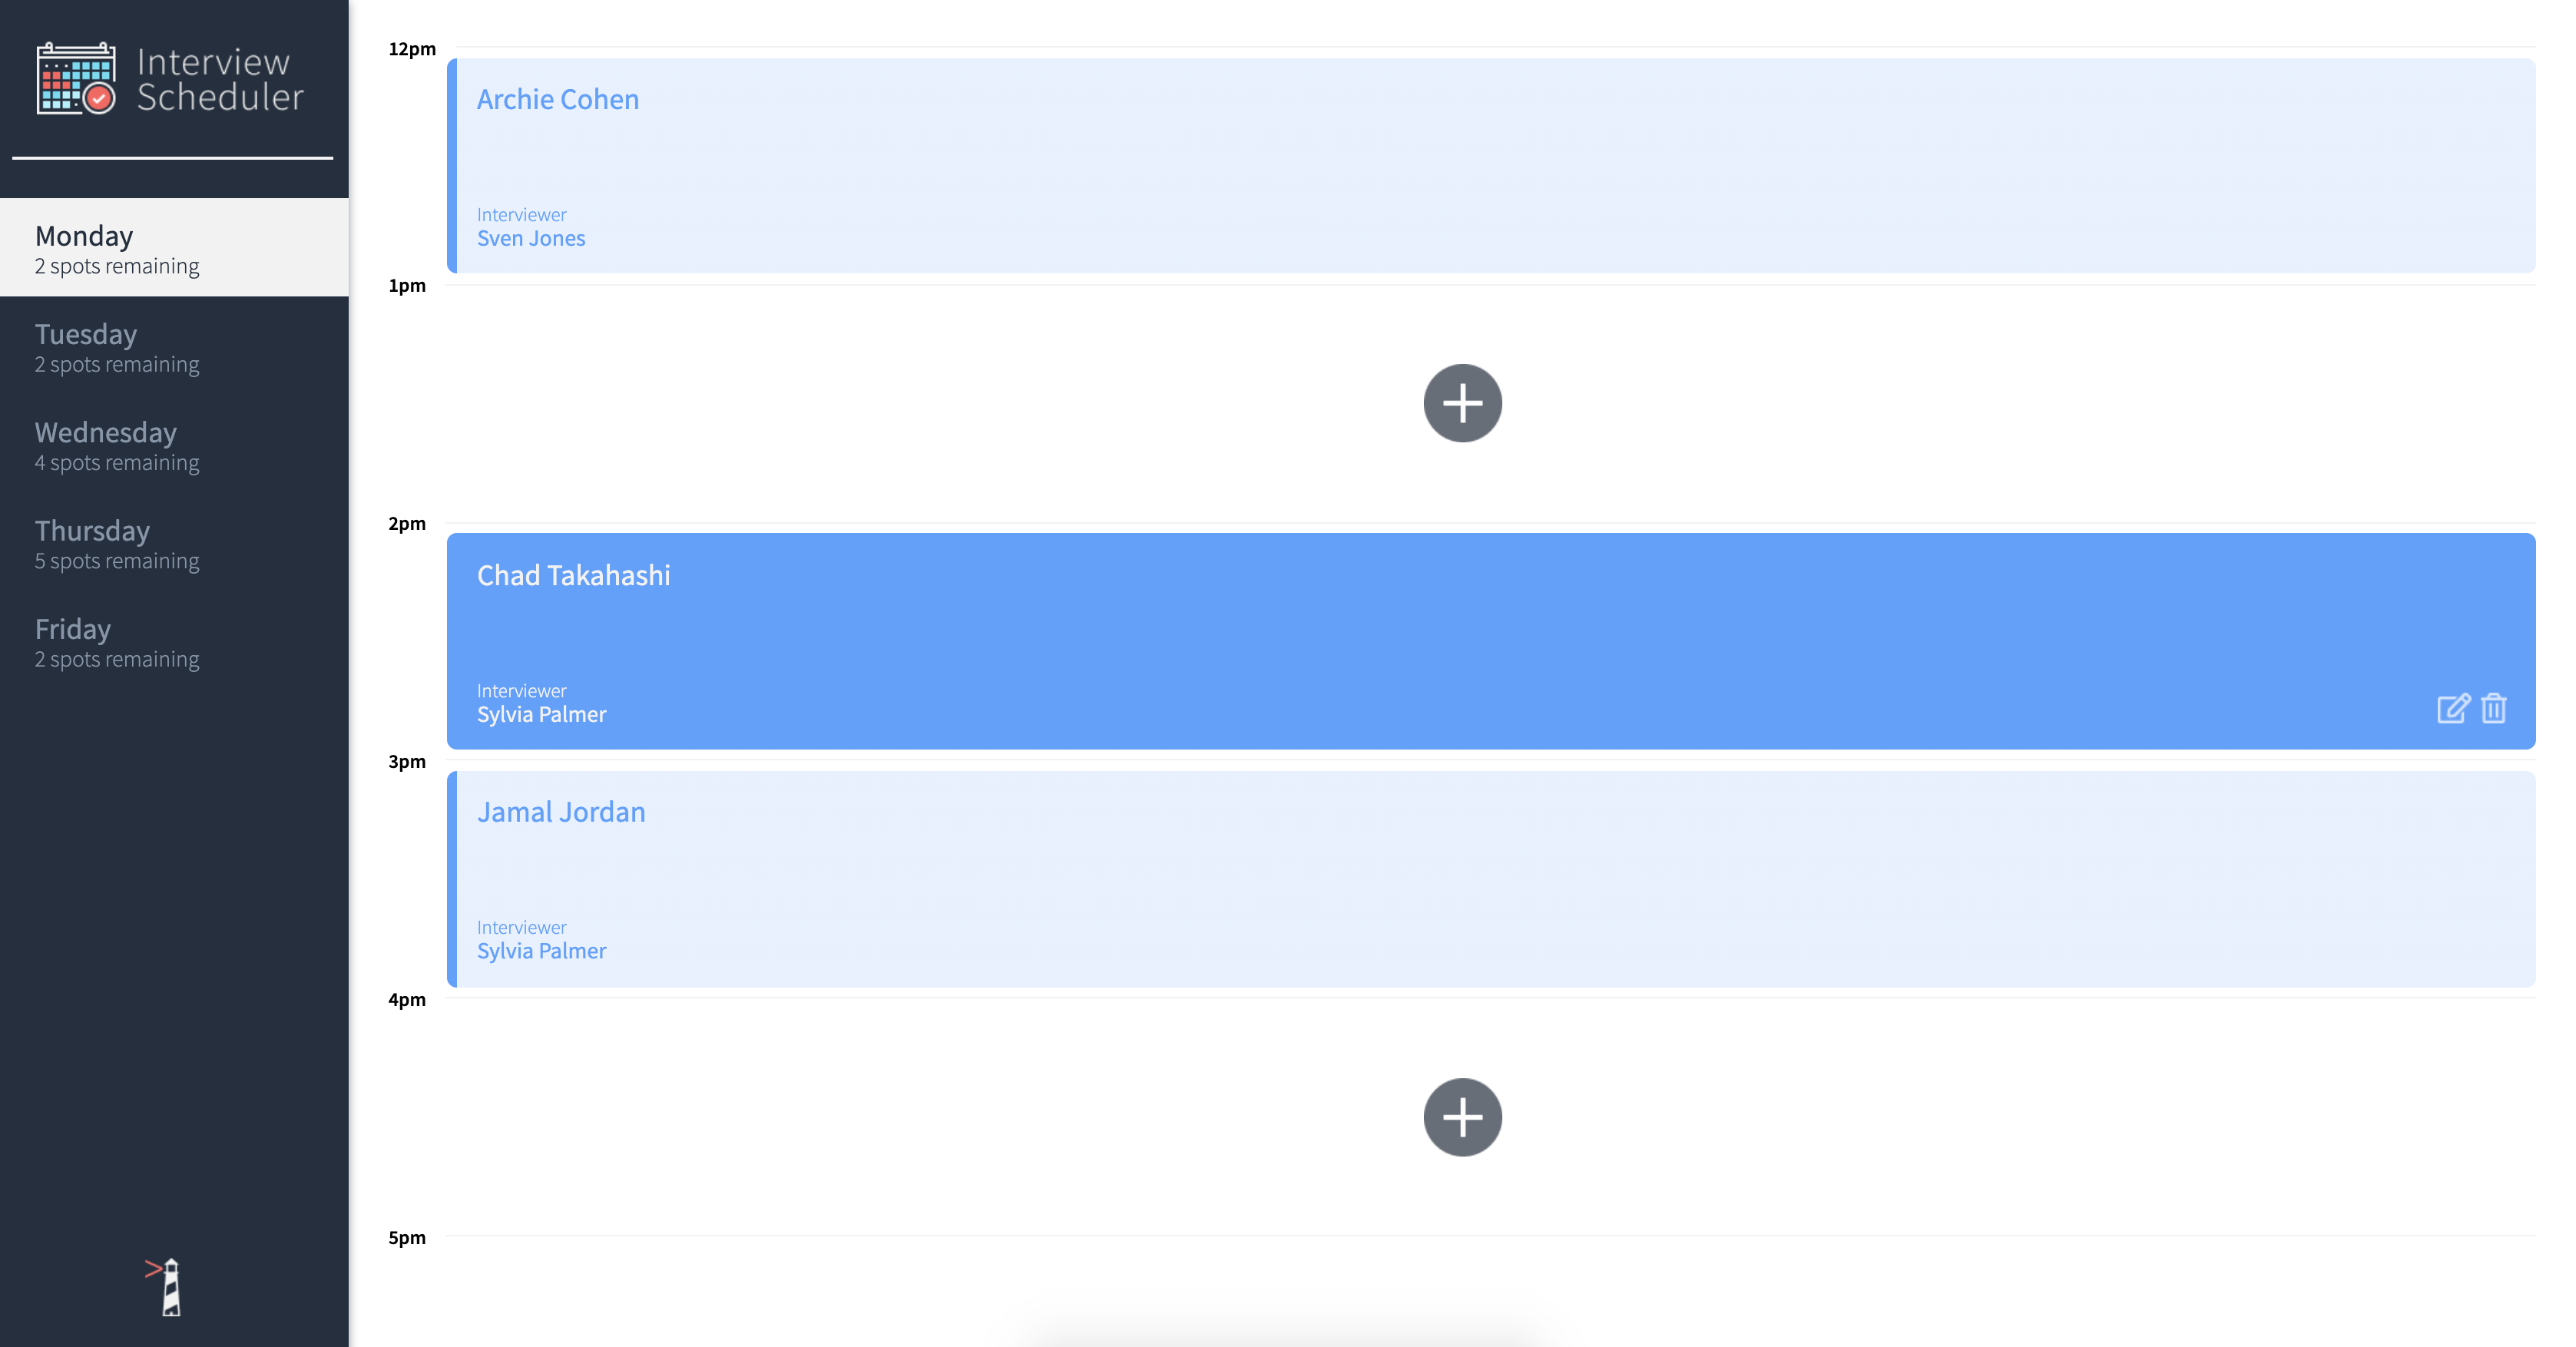 Interview
Scheduler
Monday
2 spots remaining
Tuesday
2 spots remaining
Wednesday
4 spots remaining
Thursday
5 spots remaining
Friday
2 spots remaining
12pm
Archie Cohen
Interviewer
Sven Jones
1pm
2pm
Chad Takahashi
Interviewer
Sylvia Palmer
3pm
Jamal Jordan
Interviewer
Sylvia Palmer
4pm
5pm